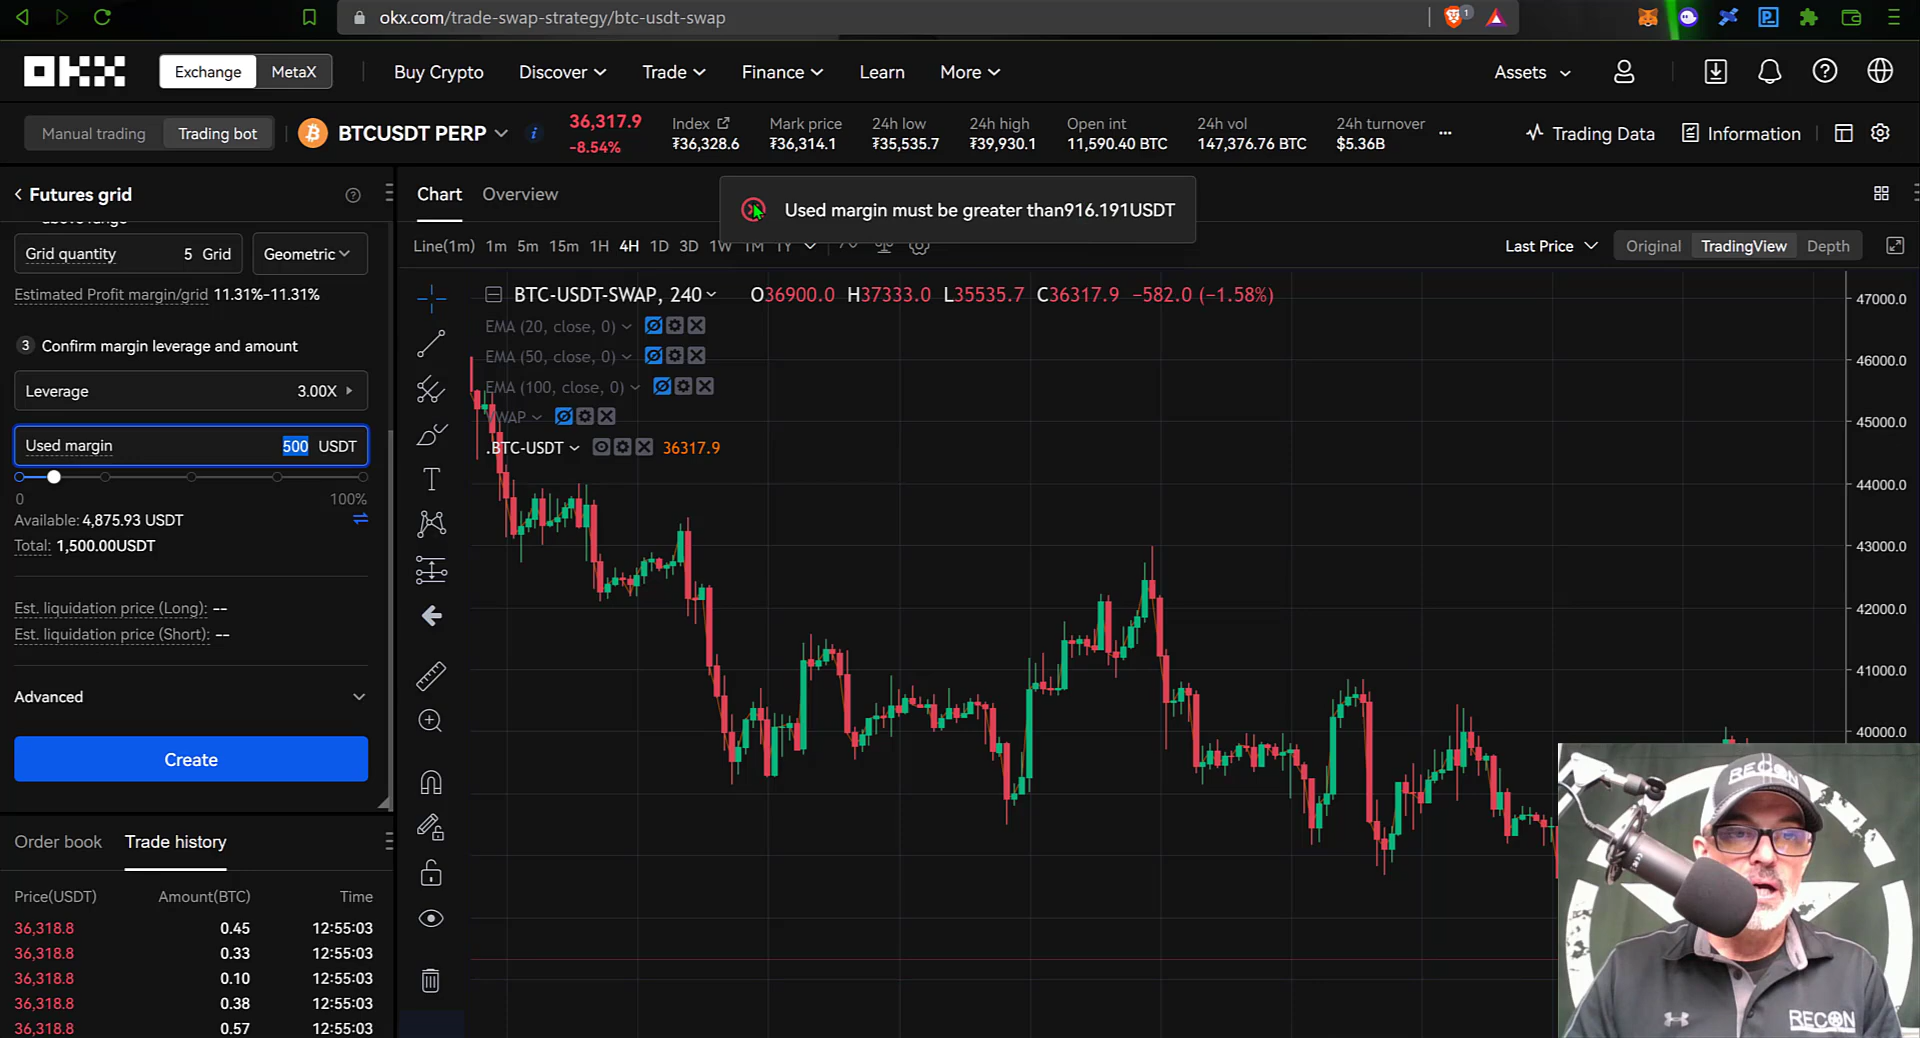 okx.com/trade-swap-strategy/btc-usdt-swap
1
OKX
Exchange
MetaX
Buy Crypto
Discover
Trade
Finance
Learn
More
Assets
Manual trading
Trading bot
BTCUSDT PERP
36,317.9
-8.54%
Index
₮36,328.6
Mark price
₮36,314.1
24h low
₮35,535.7
24h high
₮39,930.1
Open int
11,590.40 BTC
24h vol
147,376.76 BTC
24h turnover
$5.36B
Trading Data
Information
Futures grid
Grid quantity 5 Grid
Geometric
Estimated Profit margin/grid 11.31%-11.31%
3 Confirm margin leverage and amount
Leverage 3.00X
Used margin 500 USDT
0 100%
Available: 4,875.93 USDT
Total: 1,500.00USDT
Est. liquidation price (Long): --
Est. liquidation price (Short): --
Advanced
Create
Order book
Trade history
Price(USDT) Amount(BTC) Time
36,318.8 0.45 12:55:03
36,318.8 0.33 12:55:03
36,318.8 0.10 12:55:03
36,318.8 0.38 12:55:03
36,318.8 0.57 12:55:03
Chart
Overview
Used margin must be greater than916.191USDT
Line(1m) 1m 5m 15m 1H 4H 1D 3D 1W 1M 1Y
Last Price
Original
TradingView
Depth
BTC-USDT-SWAP, 240 O36900.0 H37333.0 L35535.7 C36317.9 −582.0 (−1.58%)
EMA (20, close, 0)
EMA (50, close, 0)
EMA (100, close, 0)
VWAP
.BTC-USDT 36317.9
47000.0
46000.0
45000.0
44000.0
43000.0
42000.0
41000.0
40000.0
RECON
RECON